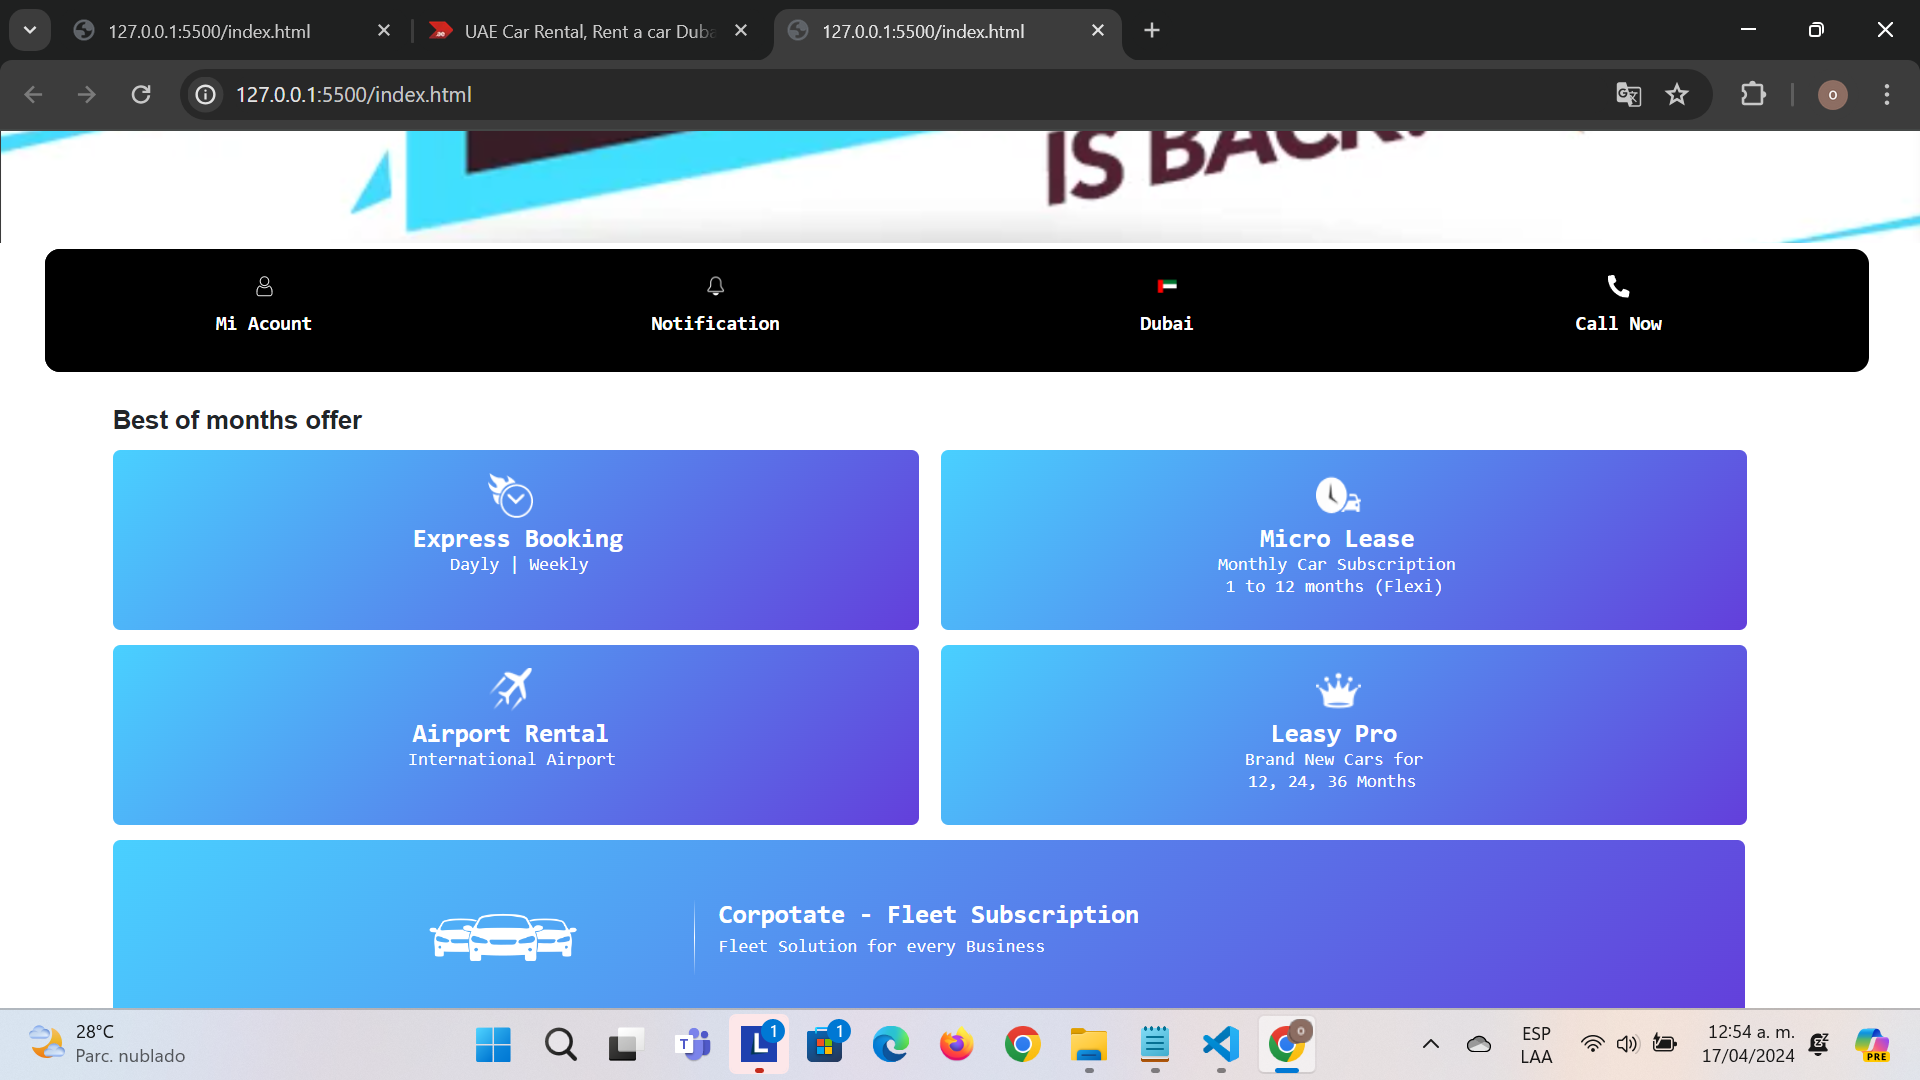 127.0.0.1:5500/index.html
UAE Car Rental, Rent a car Duba
127.0.0.1:5500/index.html
127.0.0.1:5500/index.html
o
IS BACK
Mi Acount
Notification
Dubai
Call Now
Best of months offer
Express Booking
Dayly | Weekly
Micro Lease
Monthly Car Subscription
1 to 12 months (Flexi)
Airport Rental
International Airport
Leasy Pro
Brand New Cars for
12, 24, 36 Months
Corpotate - Fleet Subscription
Fleet Solution for every Business
28°C
Parc. nublado
T
L
1
1
ESP
LAA
12:54 a. m.
17/04/2024
PRE